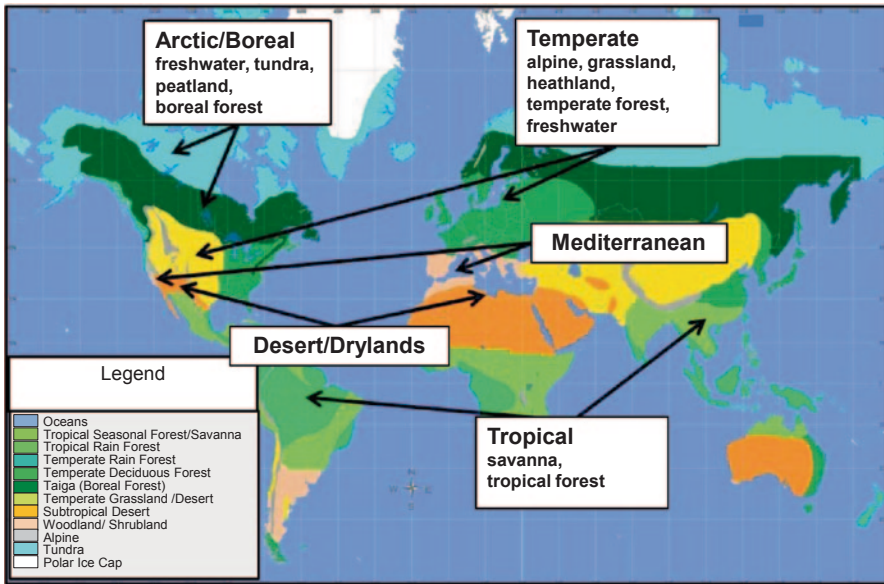 Arctic/Boreal
freshwater, tundra,
peatland,
boreal forest
Temperate
alpine, grassland,
heathland,
temperate forest,
freshwater
Mediterranean
Desert/Drylands
Tropical
savanna,
tropical forest
Legend
Oceans
Tropical Seasonal Forest/Savanna
Tropical Rain Forest
Temperate Rain Forest
Temperate Deciduous Forest
Taiga (Boreal Forest)
Temperate Grassland /Desert
Subtropical Desert
Woodland/ Shrubland
Alpine
Tundra
Polar Ice Cap
N
S